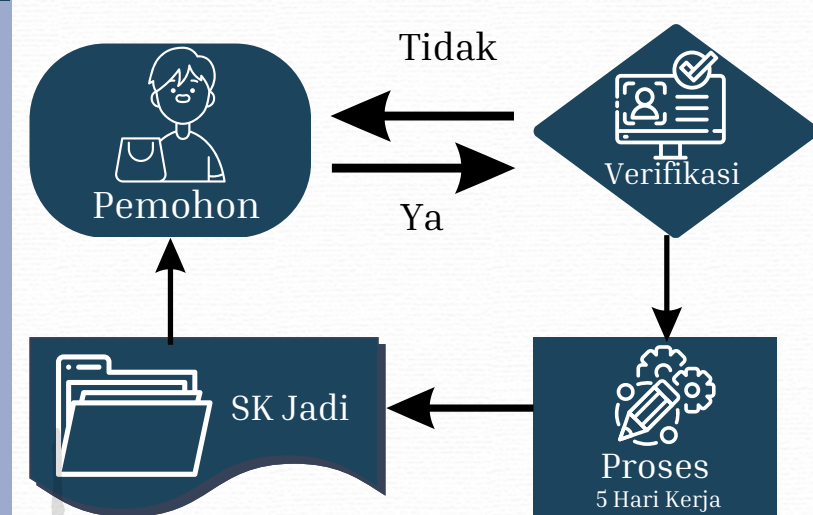 Tidak
Pemohon
Verifikasi
Ya
SK Jadi
Proses
5 Hari Kerja